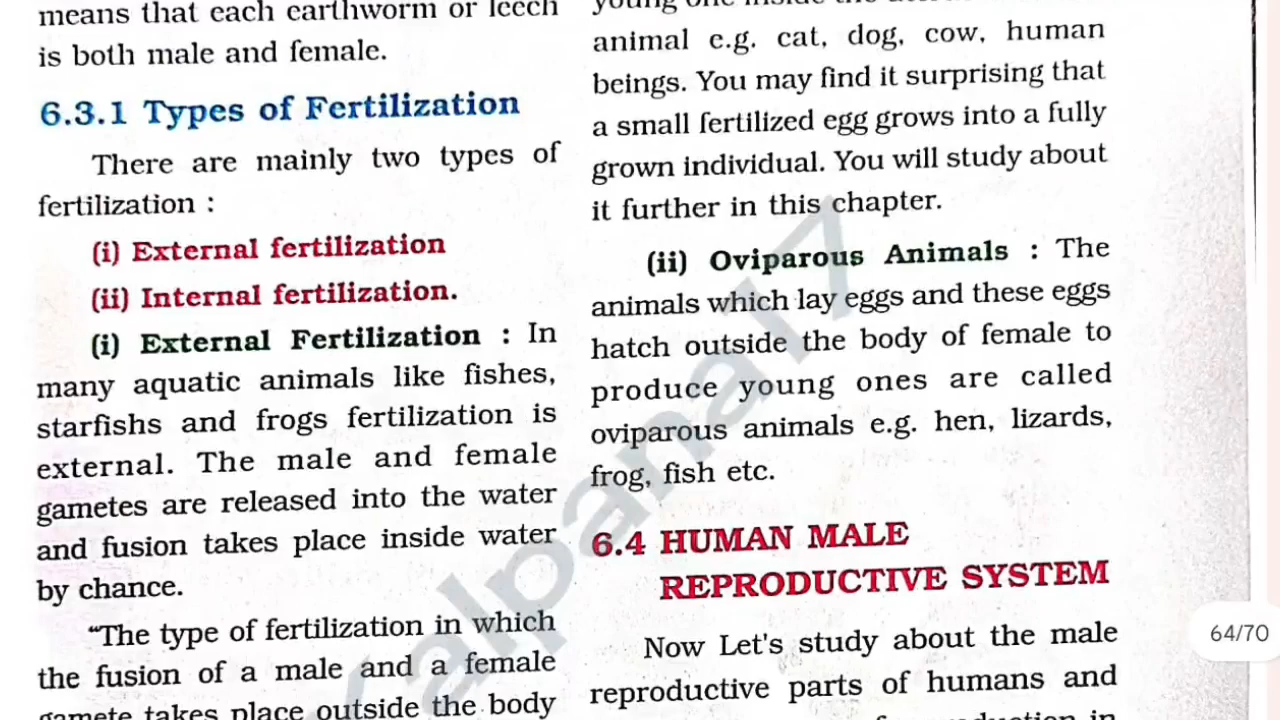 means that each earthworm or leech
is both male and female.
6.3.1 Types of Fertilization
There are mainly two types of
fertilization :
(i) External fertilization
(ii) Internal fertilization.
(i) External Fertilization : In
many aquatic animals like fishes,
starfishs and frogs fertilization is
external. The male and female
gametes are released into the water
and fusion takes place inside water
by chance.
“The type of fertilization in which
the fusion of a male and a female
gamete takes place outside the body
young one inside the
animal e.g. cat, dog, cow, human
beings. You may find it surprising that
a small fertilized egg grows into a fully
grown individual. You will study about
it further in this chapter.
(ii) Oviparous Animals : The
animals which lay eggs and these eggs
hatch outside the body of female to
produce young ones are called
oviparous animals e.g. hen, lizards,
frog, fish etc.
6.4 HUMAN MALE
REPRODUCTIVE SYSTEM
Now Let's study about the male
reproductive parts of humans and
alpana17
64/70